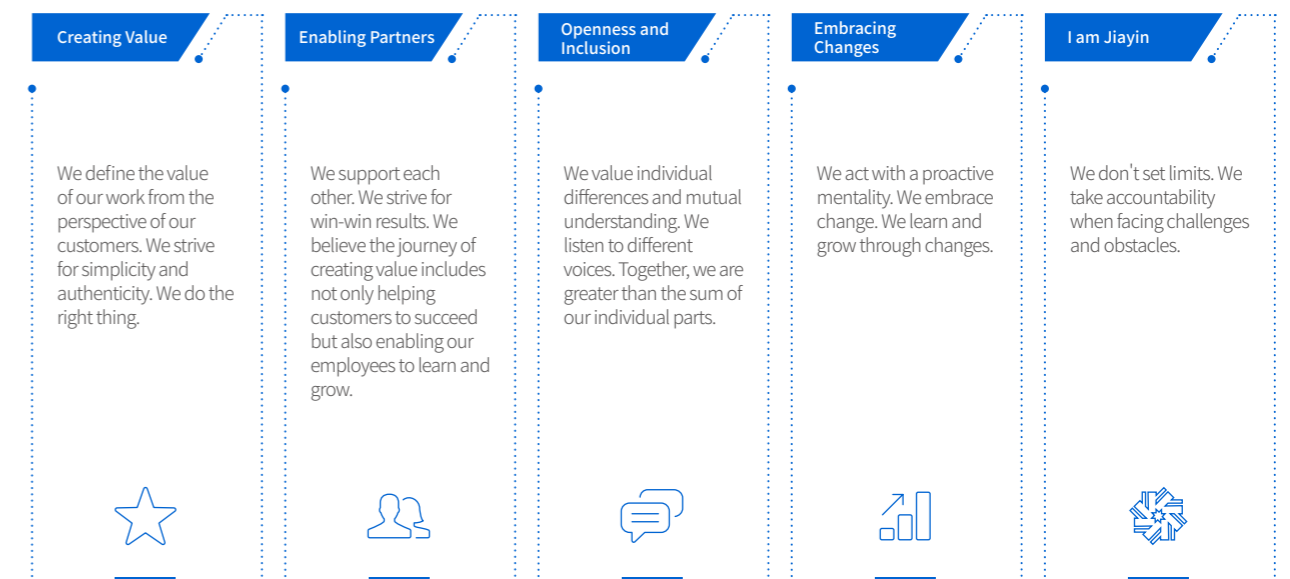 Creating Value
We define the value
of our work from the
perspective of our
customers. We strive
for simplicity and
authenticity. We do the
right thing.
Enabling Partners
We support each
other. We strive for
win-win results. We
believe the journey of
creating value includes
not only helping
customers to succeed
but also enabling our
employees to learn and
grow.
Openness and
Inclusion
We value individual
differences and mutual
understanding. We
listen to different
voices. Together, we are
greater than the sum of
our individual parts.
Embracing
Changes
We act with a proactive
mentality. We embrace
change. We learn and
grow through changes.
I am Jiayin
We don't set limits. We
take accountability
when facing challenges
and obstacles.